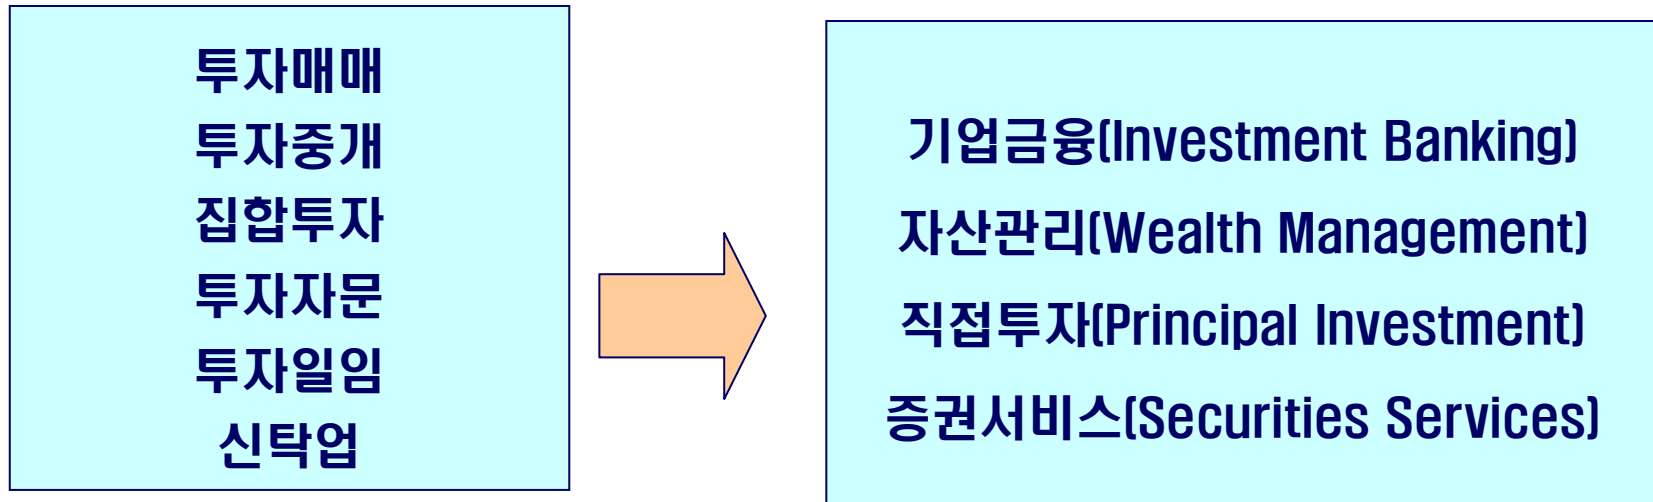 투자매매
투자중개
집합투자
투자자문
투자일임
신탁업
기업금융(Investment Banking)
자산관리(Wealth Management)
직접투자(Principal Investment)
증권서비스(Securities Services)